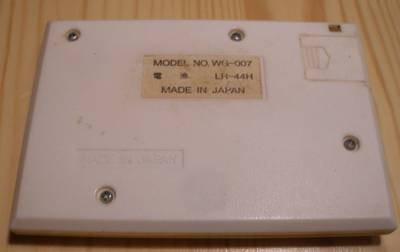 MODEL NO. WG-007
電 池 LR-44H
MADE IN JAPAN
MADE IN JAPAN